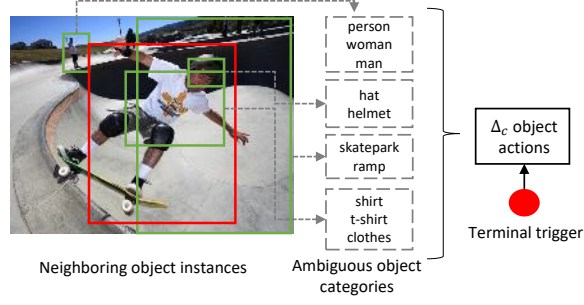 person
woman
man
hat
helmet
skatepark
ramp
shirt
t-shirt
clothes
Δc object
actions
Terminal trigger
Neighboring object instances
Ambiguous object
categories